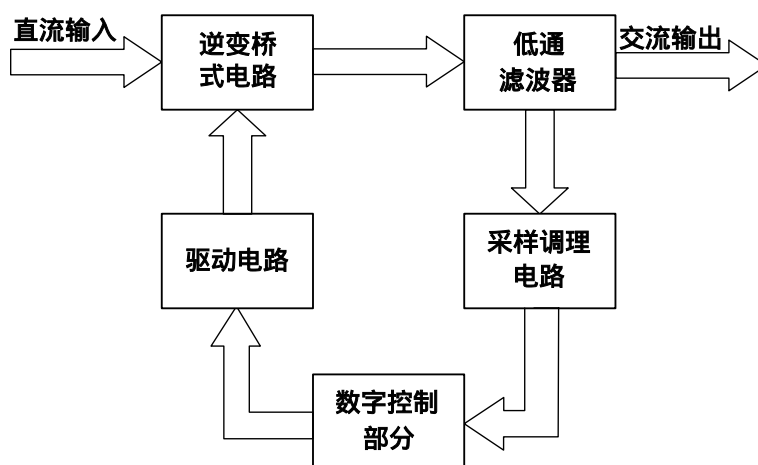 直流输入
逆变桥
式电路
低通
滤波器
交流输出
驱动电路
采样调理
电路
数字控制
部分